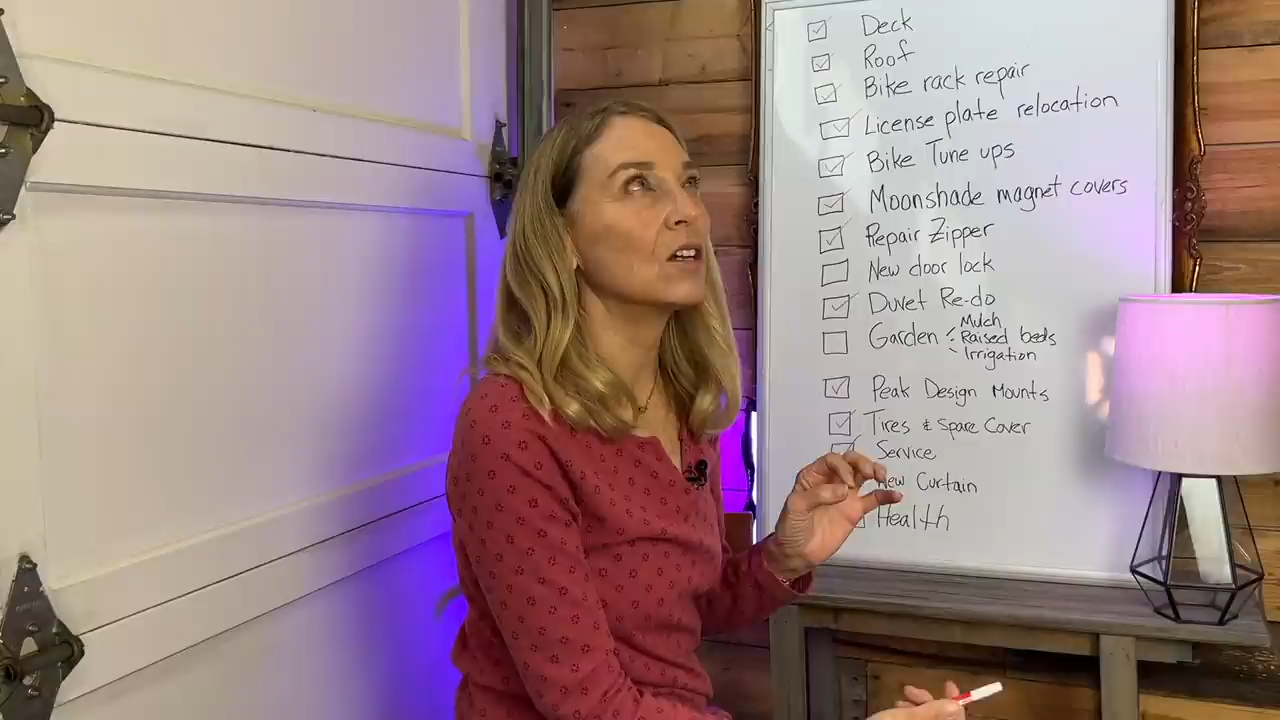 Deck
Roof
Bike rack repair
License plate relocation
Bike Tune ups
Moonshade magnet covers
Repair Zipper
New door lock
Duvet Re-do
Garden
Mulch
Raised beds
Irrigation
Peak Design Mounts
Tires & Spare Cover
Service
New Curtain
Health